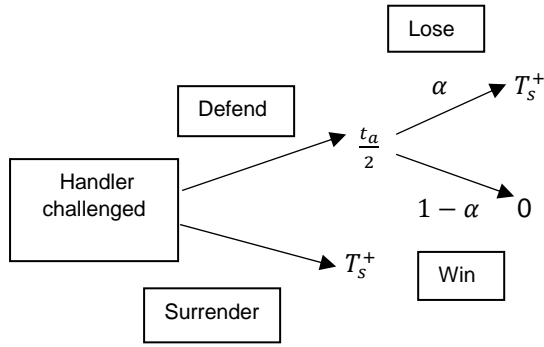 Lose
α T_s^+
Defend
t_a/2
Handler
challenged
1 − α 0
T_s^+
Win
Surrender